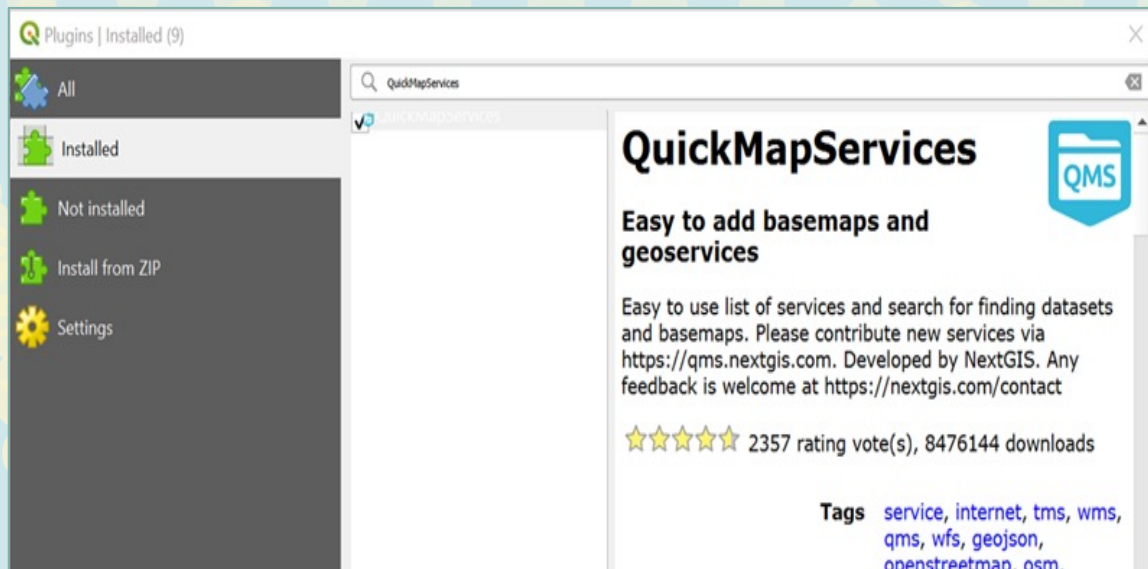 Plugins | Installed (9)
All
Installed
Not installed
Install from ZIP
Settings
QuickMapServices
QuickMapServices
QuickMapServices
QMS
Easy to add basemaps and
geoservices
Easy to use list of services and search for finding datasets
and basemaps. Please contribute new services via
https://qms.nextgis.com. Developed by NextGIS. Any
feedback is welcome at https://nextgis.com/contact
2357 rating vote(s), 8476144 downloads
Tags service, internet, tms, wms,
qms, wfs, geojson,
openstreetmap, osm,